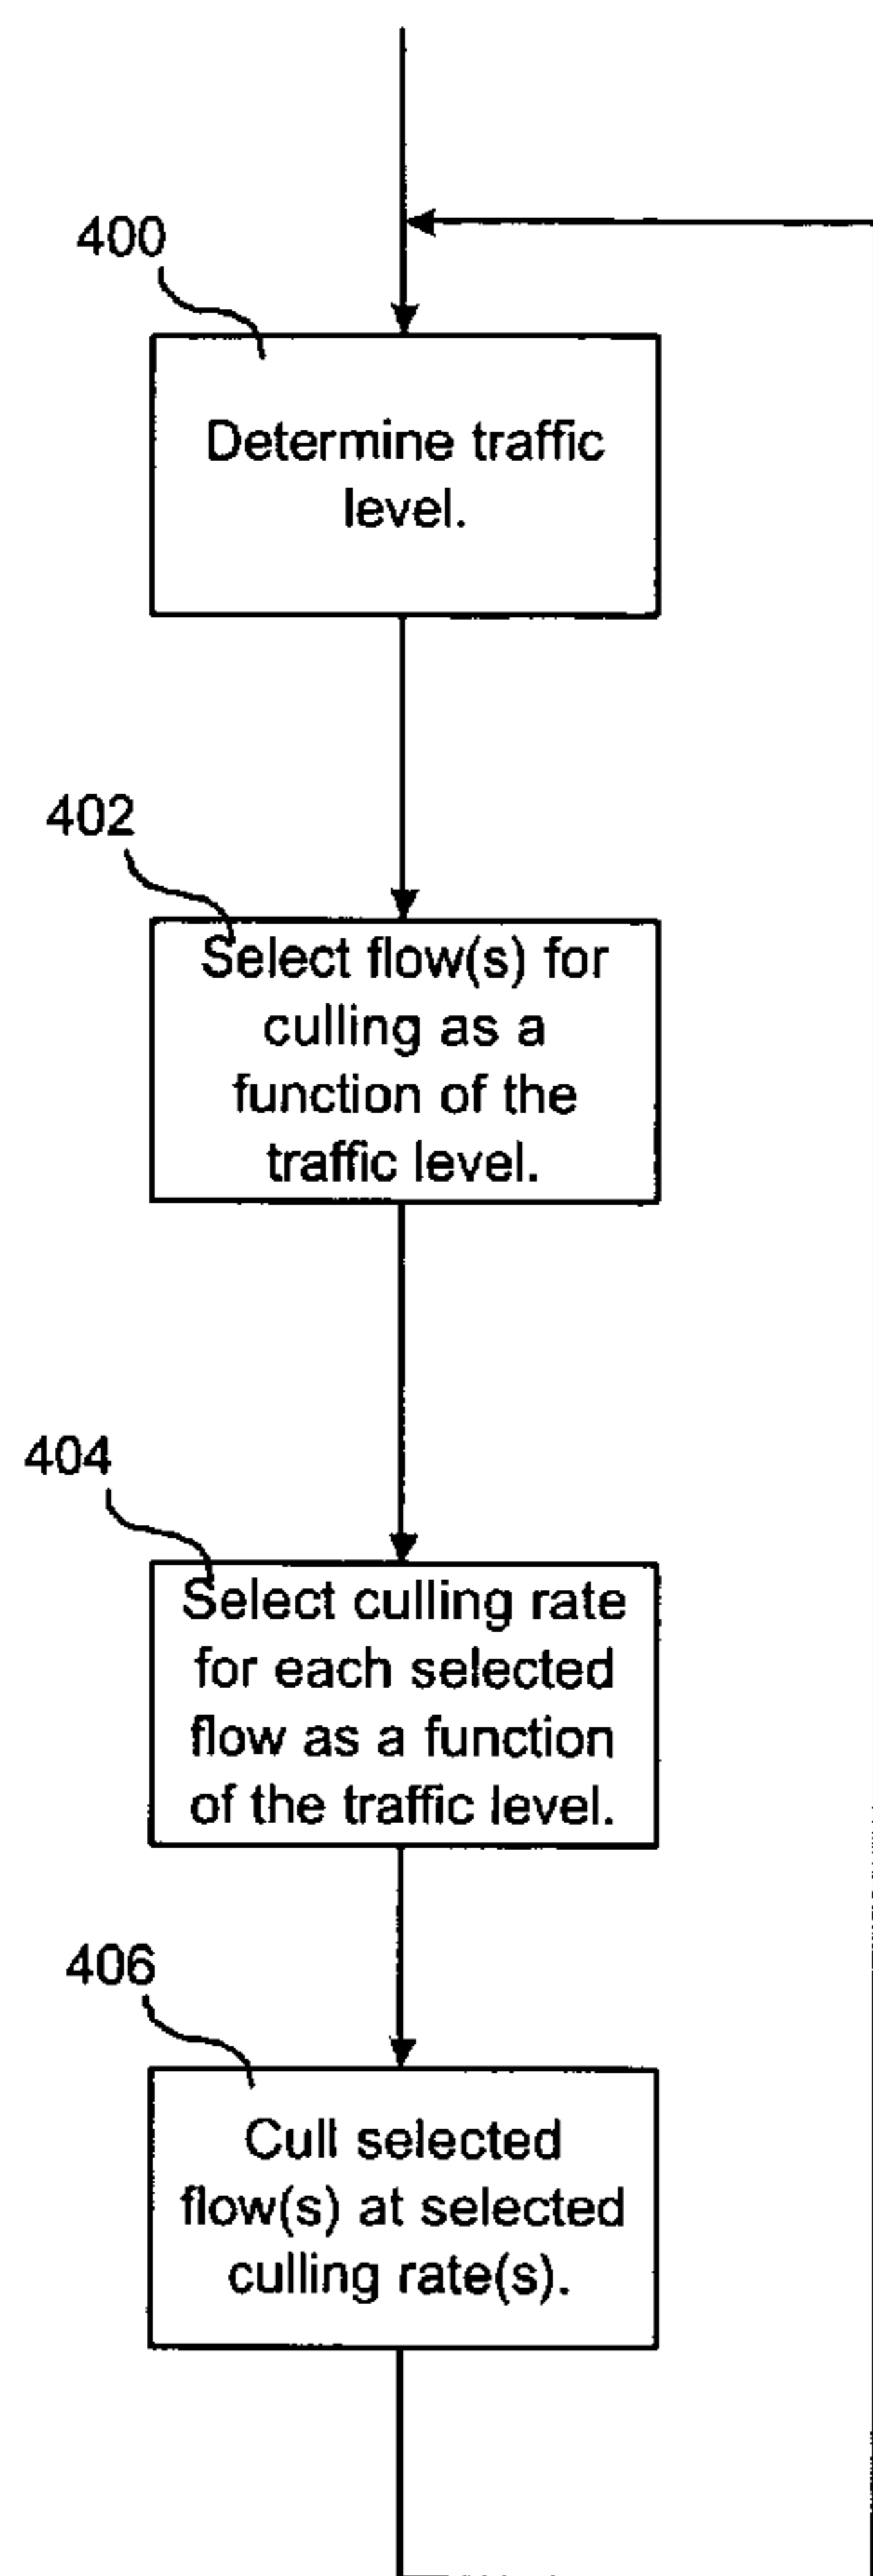 400
Determine traffic
level.
402
Select flow(s) for
culling as a
function of the
traffic level.
404
Select culling rate
for each selected
flow as a function
of the traffic level.
406
Cull selected
flow(s) at selected
culling rate(s).